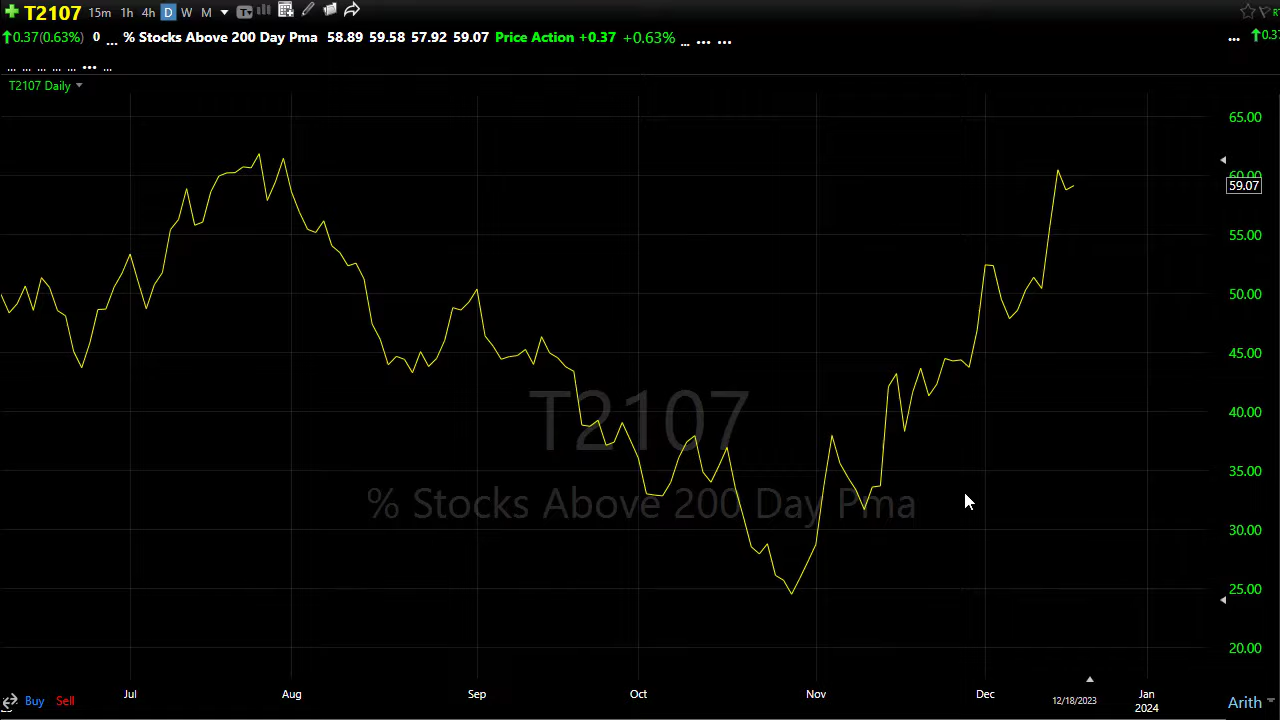 T2107 15m 1h 4h D W M T
0.37(0.63%) 0 ... % Stocks Above 200 Day Pma 58.89 59.58 57.92 59.07 Price Action +0.37 +0.63% ... ... ... ... 0.37
... ... ... ... ... ... ...
T2107 Daily
65.00
60.00
59.07
55.00
50.00
45.00
40.00
35.00
30.00
25.00
20.00
T2107
% Stocks Above 200 Day Pma
Buy Sell
Jul Aug Sep Oct Nov Dec 12/18/2023 Jan
2024
Arith